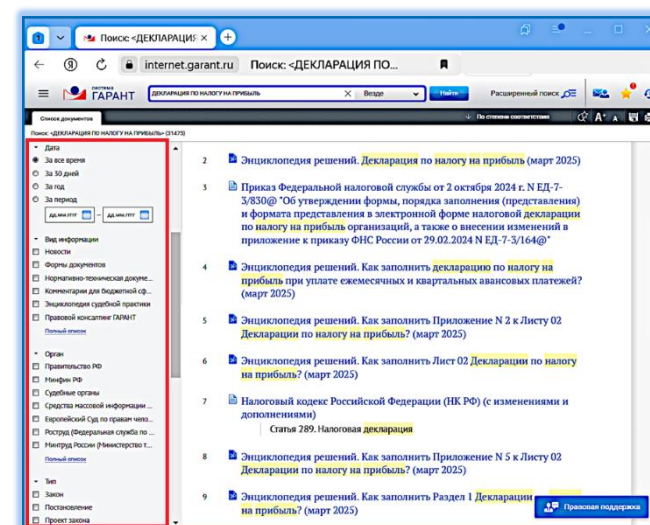 Поиск: <ДЕКЛАРАЦИЯ ×
internet.garant.ru Поиск: <ДЕКЛАРАЦИЯ ПО...
СИСТЕМА
ГАРАНТ
ДЕКЛАРАЦИЯ ПО НАЛОГУ НА ПРИБЫЛЬ
Везде
Найти
Расширенный поиск
Список документов
По степени соответствия
Поиск: <ДЕКЛАРАЦИЯ ПО НАЛОГУ НА ПРИБЫЛЬ> (31473)
Дата
За все время
За 30 дней
За год
За период
ДД.ММ.ГГГГ – ДД.ММ.ГГГГ
Вид информации
Новости
Формы документов
Нормативно-техническая докуме...
Комментарии для бюджетной сф...
Энциклопедия судебной практики
Правовой консалтинг ГАРАНТ
Полный список
Орган
Правительство РФ
Минфин РФ
Судебные органы
Средства массовой информации ...
Европейский Суд по правам чело...
Роструд (Федеральная служба по ...
Минтруд России (Министерство т...
Полный список
Тип
Закон
Постановление
Проект закона
2 Энциклопедия решений. Декларация по налогу на прибыль (март 2025)
3 Приказ Федеральной налоговой службы от 2 октября 2024 г. N ЕД-7-
3/830@ "Об утверждении формы, порядка заполнения (представления)
и формата представления в электронной форме налоговой декларации
по налогу на прибыль организаций, а также о внесении изменений в
приложение к приказу ФНС России от 29.02.2024 N ЕД-7-3/164@"
4 Энциклопедия решений. Как заполнить декларацию по налогу на
прибыль при уплате ежемесячных и квартальных авансовых платежей?
(март 2025)
5 Энциклопедия решений. Как заполнить Приложение N 2 к Листу 02
Декларации по налогу на прибыль? (март 2025)
6 Энциклопедия решений. Как заполнить Лист 02 Декларации по налогу
на прибыль? (март 2025)
7 Налоговый кодекс Российской Федерации (НК РФ) (с изменениями и
дополнениями)
Статья 289. Налоговая декларация
8 Энциклопедия решений. Как заполнить Приложение N 5 к Листу 02
Декларации по налогу на прибыль? (март 2025)
9 Энциклопедия решений. Как заполнить Раздел 1 Декларации
на прибыль? (март 2025)
Правовая поддержка